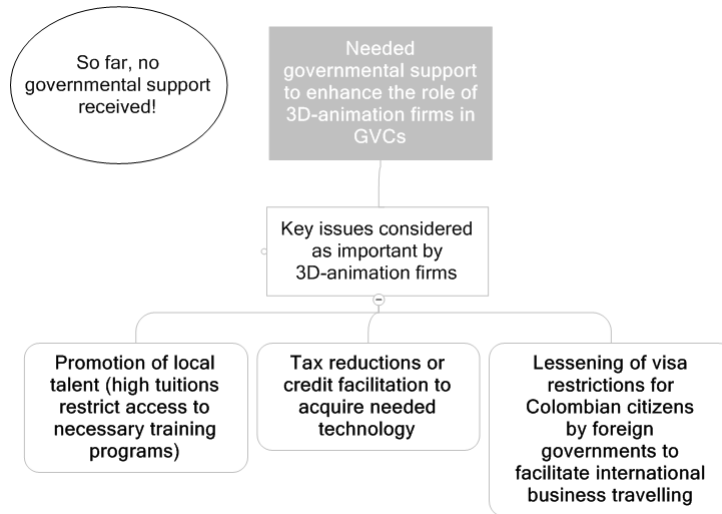 So far, no
governmental support
received!
Needed
governmental support
to enhance the role of
3D-animation firms in
GVCs
Key issues considered
as important by
3D-animation firms
Promotion of local
talent (high tuitions
restrict access to
necessary training
programs)
Tax reductions or
credit facilitation to
acquire needed
technology
Lessening of visa
restrictions for
Colombian citizens
by foreign
governments to
facilitate international
business travelling